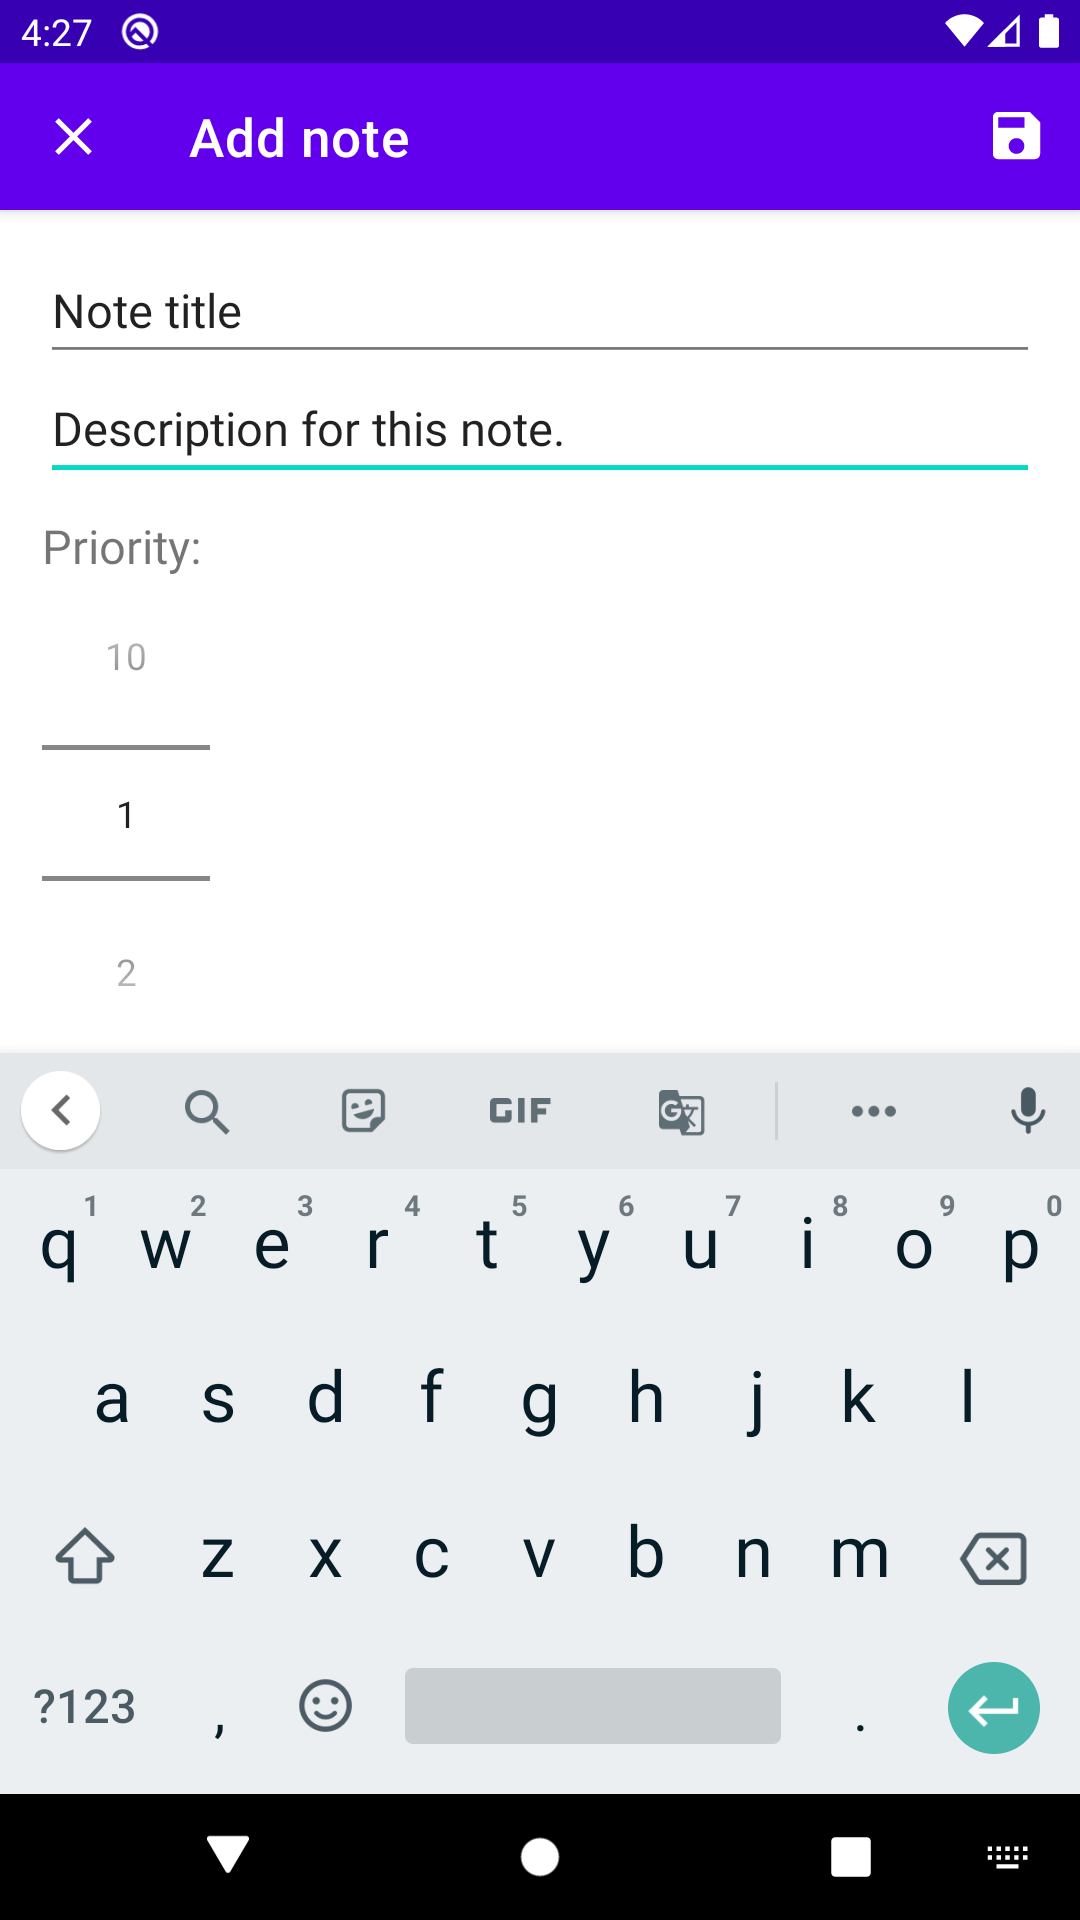 4:27
Add note
Note title
Description for this note.
Priority:
10
1
2
GIF
G
1 2 3 4 5 6 7 8 9 0
q w e r t y u i o p
a s d f g h j k l
z x c v b n m
?123 , .